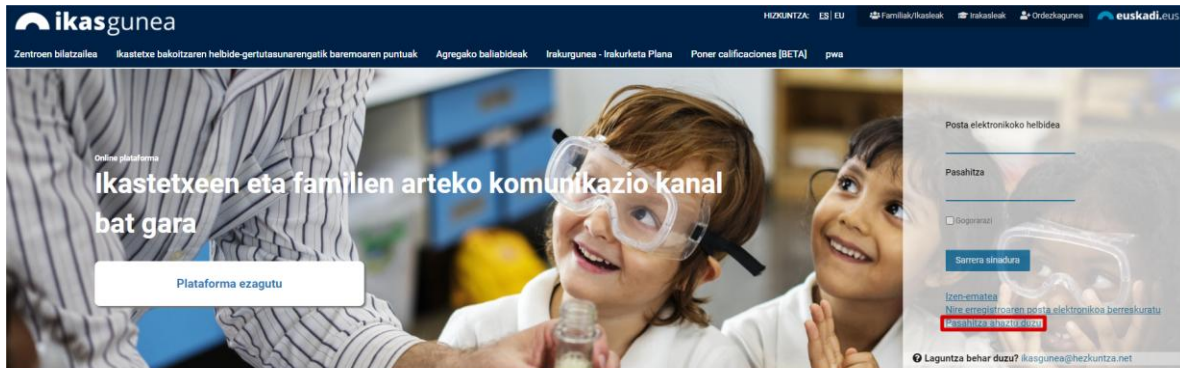 ikasgunea
HIZKUNTZA: ES EU Familiak/Ikasleak Irakasleak Ordezkagunea euskadi.eus
Zentroen bilatzailea Ikastetxe bakoitzaren helbide-gertutasunarengatik baremoaren puntuak Agregako baliabideak Irakurgunea - Irakurketa Plana Poner calificaciones [BETA] pwa
Online plataforma
Ikastetxeen eta familien arteko komunikazio kanal
bat gara
Plataforma ezagutu
Posta elektronikoko helbidea
Pasahitza
Gogorarazi
Sarrera sinadura
Izen-ematea
Nire erregistroaren posta elektronikoa berreskuratu
Pasahitza ahaztu duzu
Laguntza behar duzu? ikasgunea@hezkuntza.net